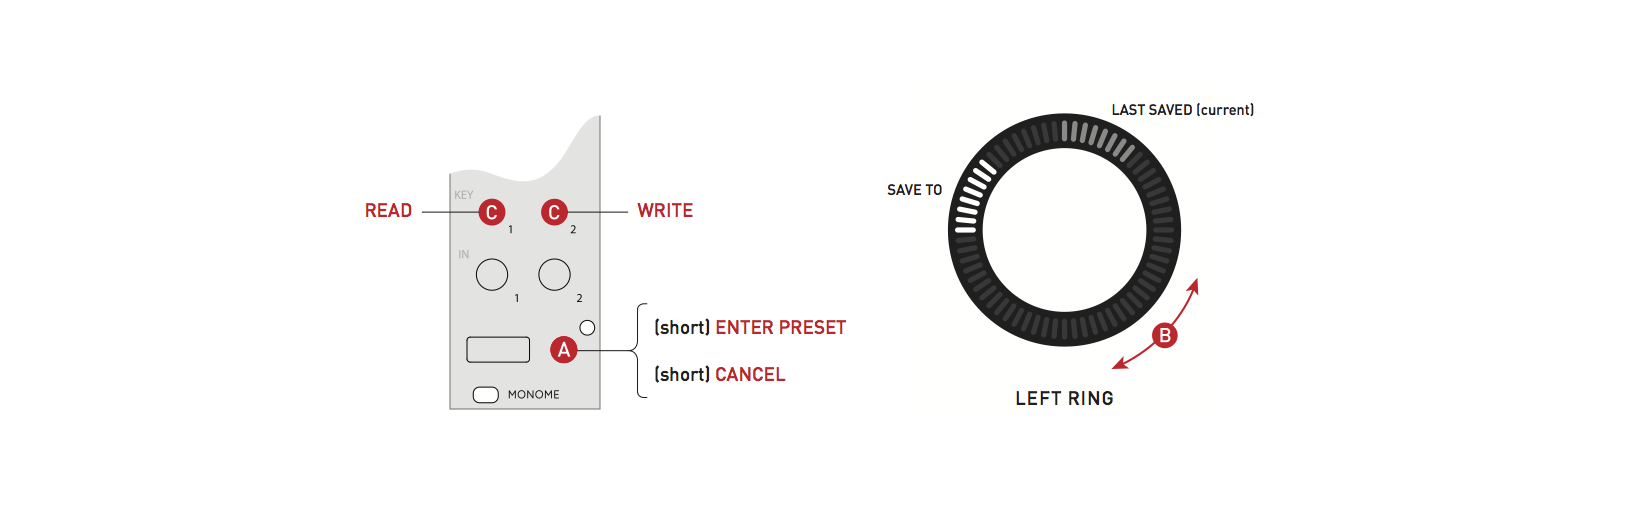 KEY
READ
C
C
WRITE
1
2
IN
1
2
(short) ENTER PRESET
A
(short) CANCEL
MONOME
LAST SAVED (current)
SAVE TO
B
LEFT RING